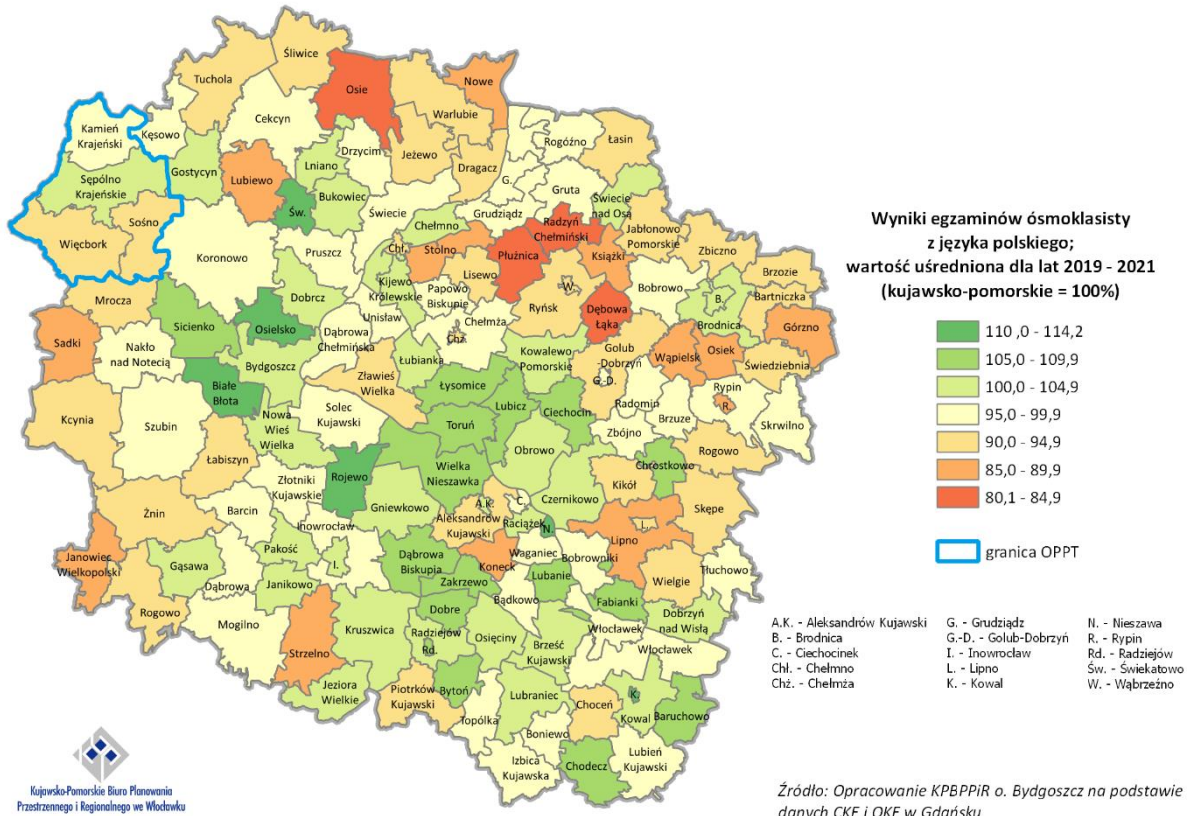 Śliwice
Tuchola
Osie
Nowe
Warlubie
Kamień
Krajeński
Kęsowo
Cekcyn
Drzycim
Jeżewo
Rogóźno
Łasin
Lniano
Dragacz
G.
Gostycyn
Sępólno
Krajeńskie
Lubiewo
Bukowiec
Gruta
Świecie
nad Osą
Św.
Świecie
Grudziądz
Sośno
Chełmno
Radzyń
Chełmiński
Jabłonowo
Pomorskie
Więcbork
Koronowo
Pruszcz
Chł.
Stolno
Płużnica
Książki
Zbiczno
Lisewo
Brzozie
Mrocza
Dobrcz
Kijewo
Królewskie
Papowo
Biskupie
W.
Bobrowo
B.
Bartniczka
Sicienko
Osielsko
Unisław
Chełmża
Ryńsk
Dębowa
Łąka
Brodnica
Górzno
Sadki
Nakło
nad Notecią
Dąbrowa
Chełmińska
Chż.
Golub
Dobrzyń
Wąpielsk
Osiek
Świedziebnia
Bydgoszcz
Łubianka
Kowalewo
Pomorskie
G.-D.
Białe
Błota
Zławieś
Wielka
Łysomice
Radomin
Rypin
R.
Kcynia
Szubin
Nowa
Wieś
Wielka
Solec
Kujawski
Lubicz
Ciechocin
Brzuze
Skrwilno
Toruń
Zbójno
Łabiszyn
Obrowo
Rogowo
Rojewo
Wielka
Nieszawka
Chrostkowo
Złotniki
Kujawskie
Kikół
Czernikowo
Żnin
Barcin
Gniewkowo
A.K.
C.
Skępe
Inowrocław
Aleksandrów
Kujawski
Raciążek
N.
L.
Lipno
Janowiec
Wielkopolski
Pakość
I.
Dąbrowa
Biskupia
Koneck
Waganiec
Bobrowniki
Tłuchowo
Gąsawa
Dąbrowa
Janikowo
Zakrzewo
Lubanie
Wielgie
Bądkowo
Fabianki
Rogowo
Mogilno
Dobre
Dobrzyń
nad Wisłą
Strzelno
Kruszwica
Radziejów
Rd.
Osięciny
Włocławek
Brześć
Kujawski
Włocławek
Jeziora
Wielkie
Piotrków
Kujawski
Bytoń
Lubraniec
K.
Choceń
Kowal
Baruchowo
Topólka
Boniewo
Izbica
Kujawska
Chodecz
Lubień
Kujawski
Wyniki egzaminów ósmoklasisty
z języka polskiego;
wartość uśredniona dla lat 2019 - 2021
(kujawsko-pomorskie = 100%)
110 ,0 - 114,2
105,0 - 109,9
100,0 - 104,9
95,0 - 99,9
90,0 - 94,9
85,0 - 89,9
80,1 - 84,9
granica OPPT
A.K. - Aleksandrów Kujawski
B. - Brodnica
C. - Ciechocinek
Chł. - Chełmno
Chż. - Chełmża
G. - Grudziądz
G.-D. - Golub-Dobrzyń
I. - Inowrocław
L. - Lipno
K. - Kowal
N. - Nieszawa
R. - Rypin
Rd. - Radziejów
Św. - Świekatowo
W. - Wąbrzeźno
Kujawsko-Pomorskie Biuro Planowania
Przestrzennego i Regionalnego we Włocławku
Źródło: Opracowanie KPBPPiR o. Bydgoszcz na podstawie
danych CKE i OKE w Gdańsku